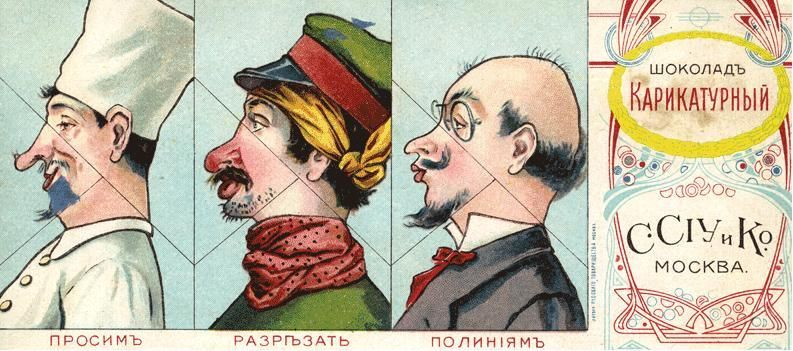 ПРОСИМЪ
РАЗРѢЗАТЬ
ПОЛИНІЯМЪ
ШОКОЛАДЪ
КАРИКАТУРНЫЙ
С·СІУ и Ко
МОСКВА.